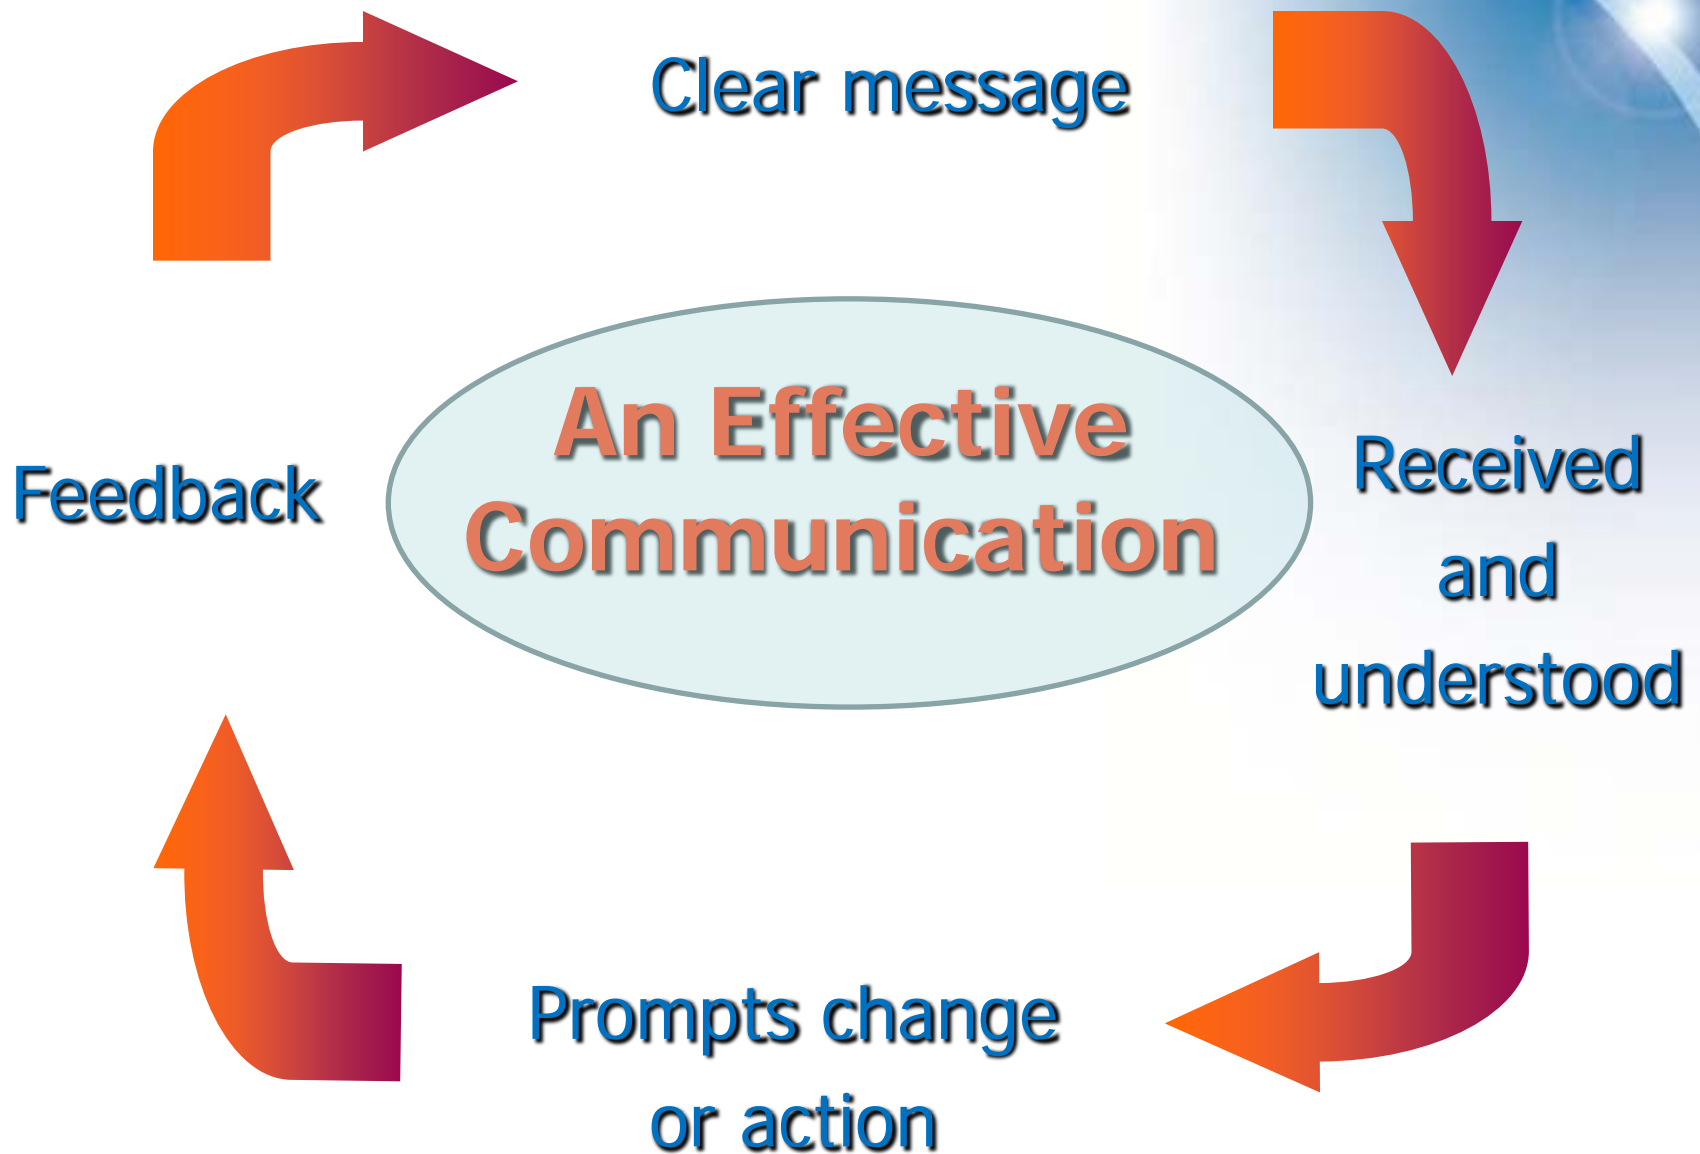 Clear message
An Effective
Communication
Received
and
understood
Prompts change
or action
Feedback